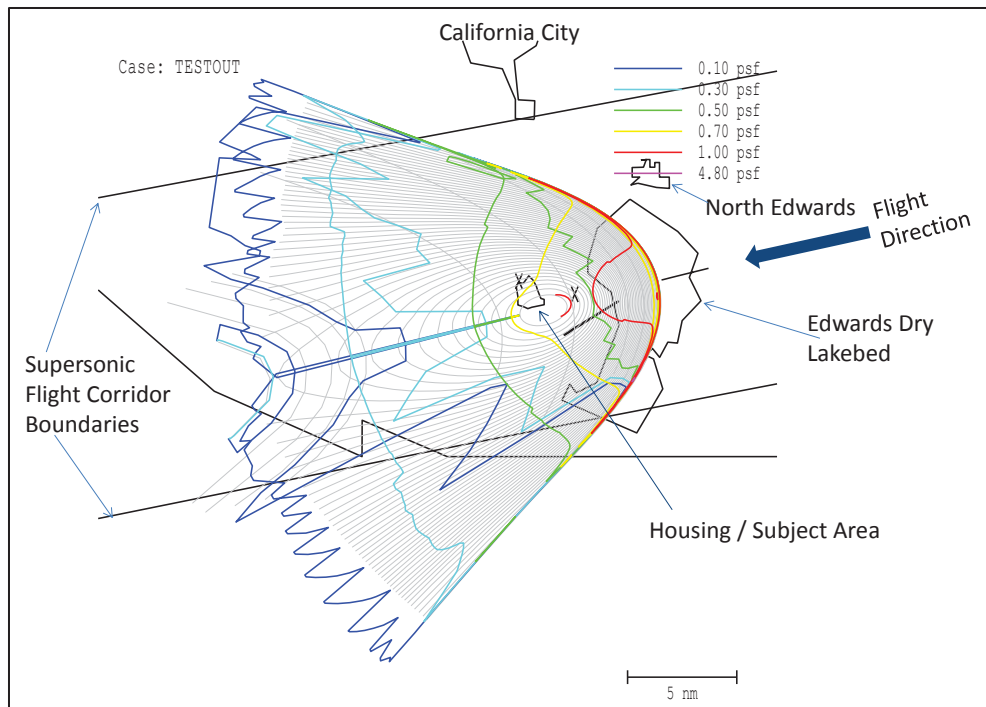 California City
Case: TESTOUT
0.10 psf
0.30 psf
0.50 psf
0.70 psf
1.00 psf
4.80 psf
North Edwards
Flight
Direction
X
X
Edwards Dry
Lakebed
Supersonic
Flight Corridor
Boundaries
Housing / Subject Area
5 nm